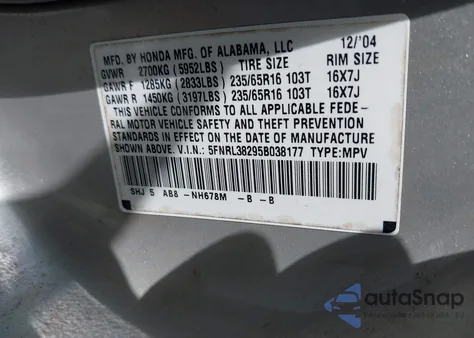 MFD. BY HONDA MFG. OF ALABAMA, LLC 12/'04
GVWR 2700KG (5952LBS) TIRE SIZE RIM SIZE
GAWR F 1285KG (2833LBS) 235/65R16 103T 16X7J
GAWR R 1450KG (3197LBS) 235/65R16 103T 16X7J
THIS VEHICLE CONFORMS TO ALL APPLICABLE FEDE-
RAL MOTOR VEHICLE SAFETY AND THEFT PREVENTION
STANDARDS IN EFFECT ON THE DATE OF MANUFACTURE
SHOWN ABOVE. V.I.N.: 5FNRL38295B038177 TYPE:MPV
SHJ 5 AB8 -NH678M -B -B
autoSnap